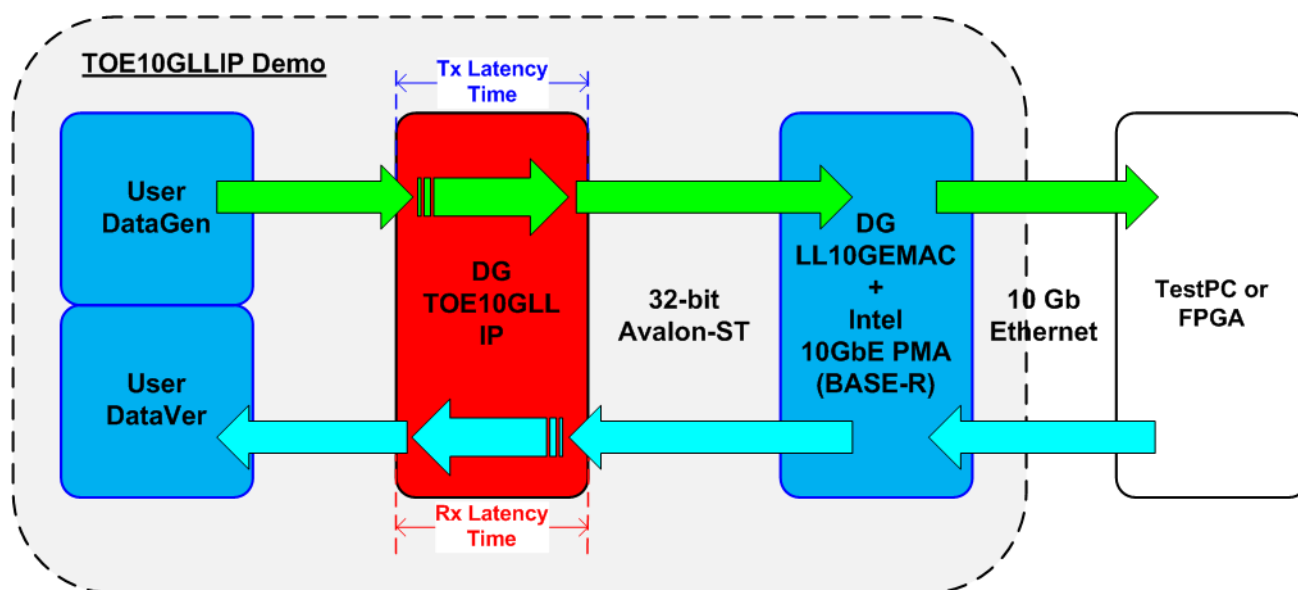 TOE10GLLIP Demo
Tx Latency
Time
User
DataGen
User
DataVer
DG
TOE10GLL
IP
32-bit
Avalon-ST
DG
LL10GEMAC
+
Intel
10GbE PMA
(BASE-R)
10 Gb
Ethernet
TestPC or
FPGA
Rx Latency
Time